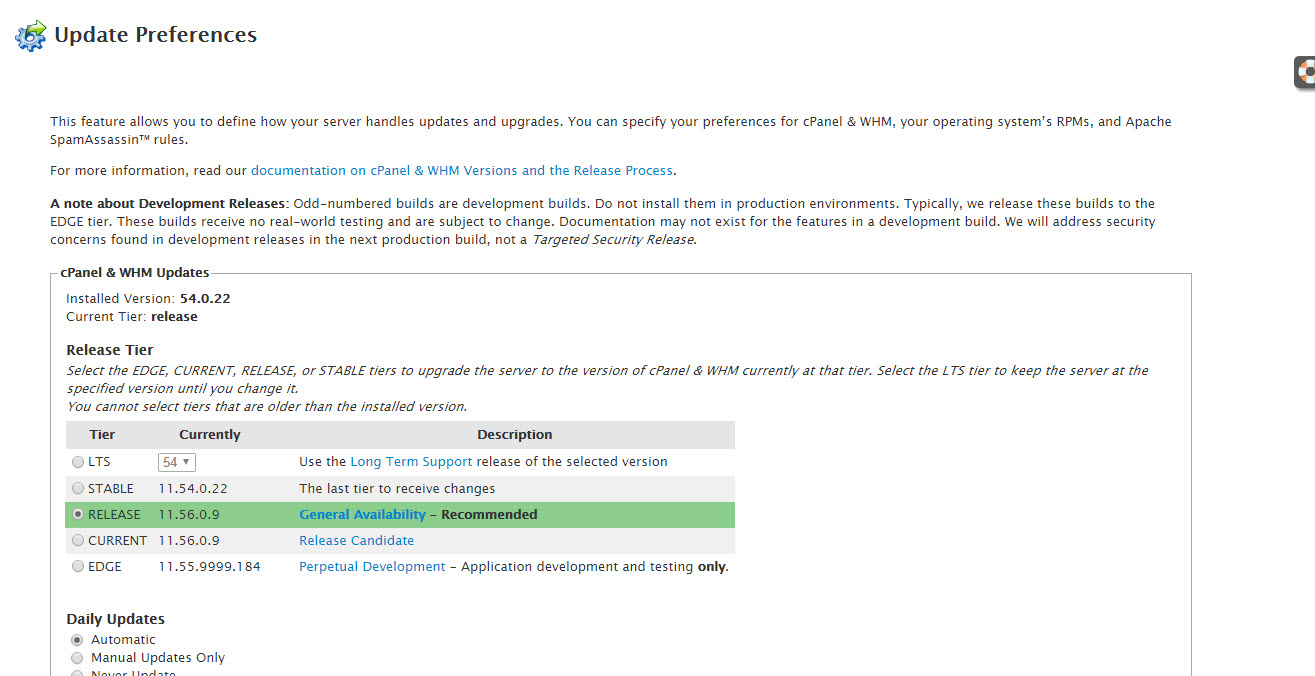 Update Preferences
This feature allows you to define how your server handles updates and upgrades. You can specify your preferences for cPanel & WHM, your operating system's RPMs, and Apache
SpamAssassin™ rules.
For more information, read our documentation on cPanel & WHM Versions and the Release Process.
A note about Development Releases: Odd-numbered builds are development builds. Do not install them in production environments. Typically, we release these builds to the
EDGE tier. These builds receive no real-world testing and are subject to change. Documentation may not exist for the features in a development build. We will address security
concerns found in development releases in the next production build, not a Targeted Security Release.
cPanel & WHM Updates
Installed Version: 54.0.22
Current Tier: release
Release Tier
Select the EDGE, CURRENT, RELEASE, or STABLE tiers to upgrade the server to the version of cPanel & WHM currently at that tier. Select the LTS tier to keep the server at the
specified version until you change it.
You cannot select tiers that are older than the installed version.
Tier Currently Description
LTS 54 Use the Long Term Support release of the selected version
STABLE 11.54.0.22 The last tier to receive changes
RELEASE 11.56.0.9 General Availability – Recommended
CURRENT 11.56.0.9 Release Candidate
EDGE 11.55.9999.184 Perpetual Development – Application development and testing only.
Daily Updates
Automatic
Manual Updates Only
Never Update